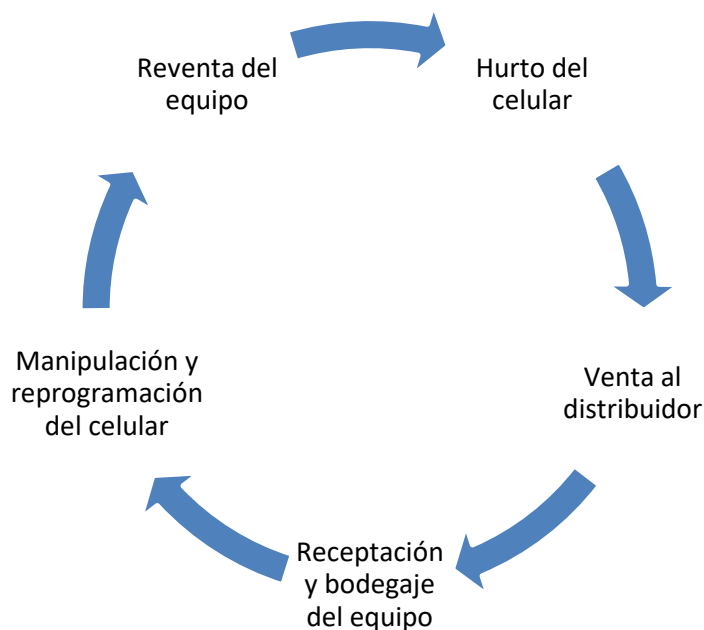 Reventa del
equipo
Hurto del
celular
Venta al
distribuidor
Receptación
y bodegaje
del equipo
Manipulación y
reprogramación
del celular